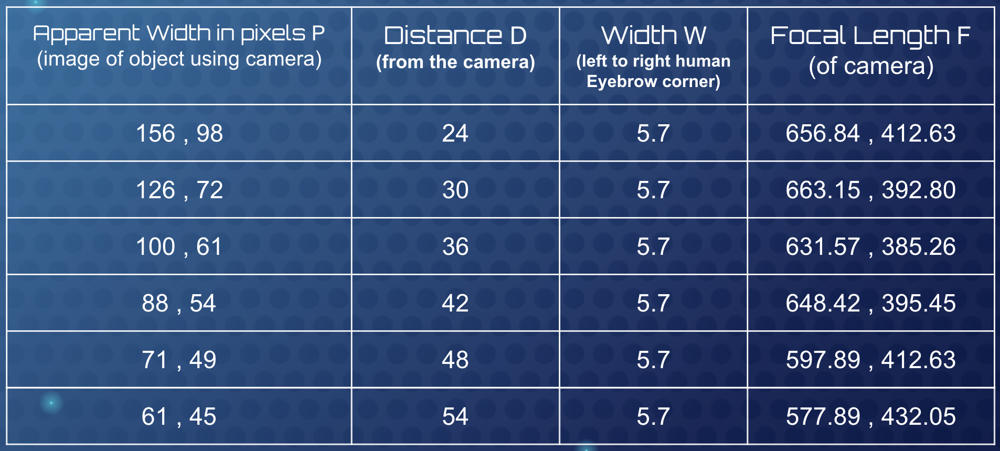 Apparent Width in pixels P
(image of object using camera)
Distance D
(from the camera)
Width W
(left to right human
Eyebrow corner)
Focal Length F
(of camera)
156 , 98
24
5.7
656.84 , 412.63
126 , 72
30
5.7
663.15 , 392.80
100 , 61
36
5.7
631.57 , 385.26
88 , 54
42
5.7
648.42 , 395.45
71 , 49
48
5.7
597.89 , 412.63
61 , 45
54
5.7
577.89 , 432.05